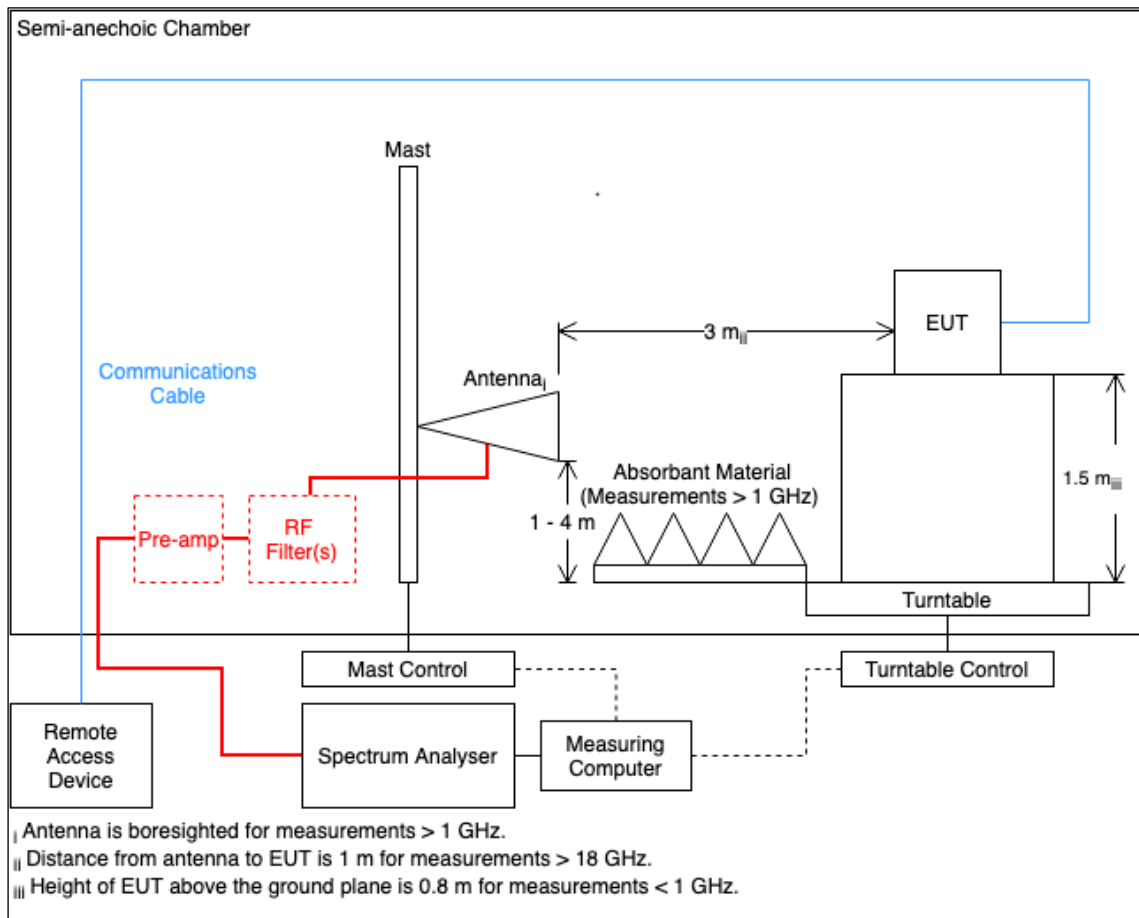 Semi-anechoic Chamber
Mast
EUT
3 m ii
Communications
Cable
Antenna i
Absorbant Material
(Measurements > 1 GHz)
1.5 m iii
1 - 4 m
Pre-amp
RF
Filter(s)
Turntable
Mast Control
Turntable Control
Remote
Access
Device
Spectrum Analyser
Measuring
Computer
i Antenna is boresighted for measurements > 1 GHz.
ii Distance from antenna to EUT is 1 m for measurements > 18 GHz.
iii Height of EUT above the ground plane is 0.8 m for measurements < 1 GHz.